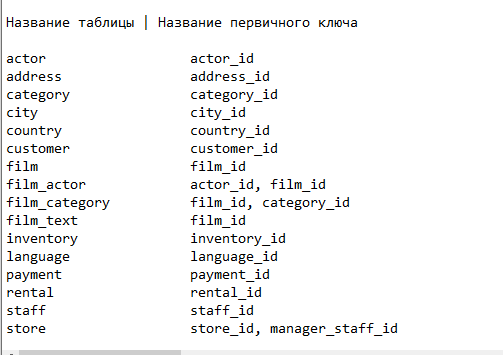 Название таблицы | Название первичного ключа
actor actor_id
address address_id
category category_id
city city_id
country country_id
customer customer_id
film film_id
film_actor actor_id, film_id
film_category film_id, category_id
film_text film_id
inventory inventory_id
language language_id
payment payment_id
rental rental_id
staff staff_id
store store_id, manager_staff_id